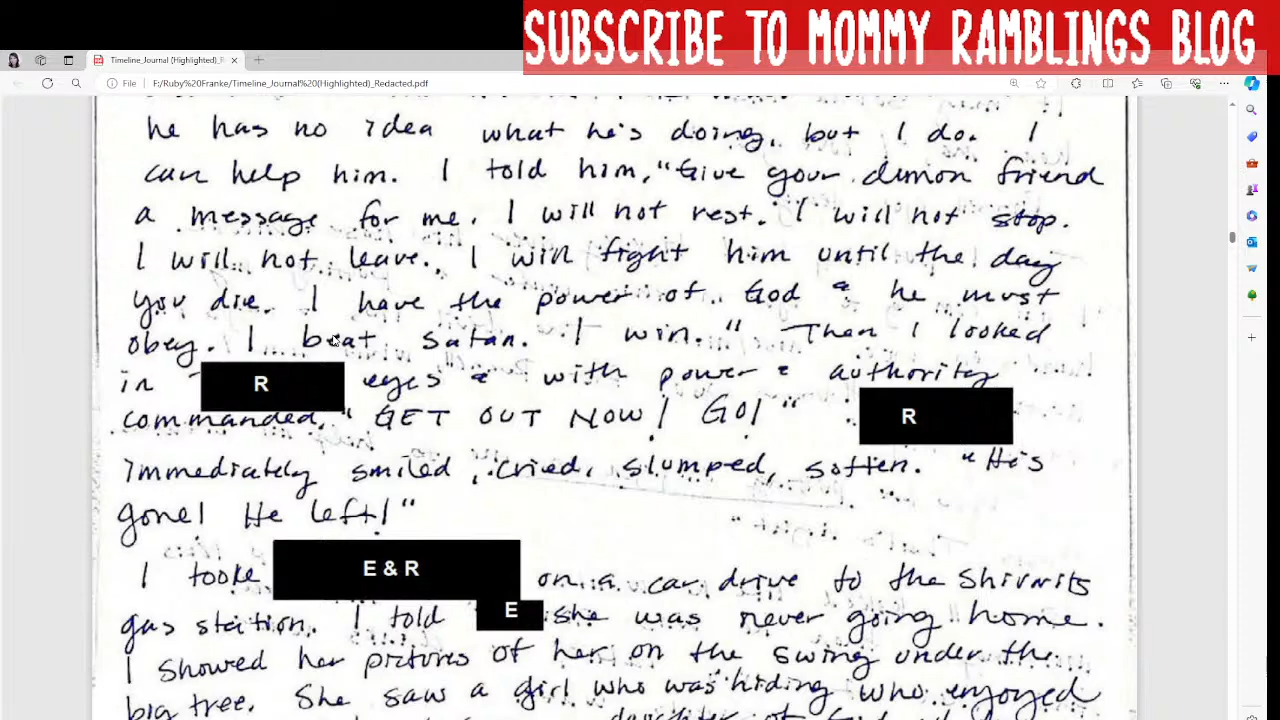 SUBSCRIBE TO MOMMY RAMBLINGS BLOG
Timeline_Journal (Highlighted)_R
File F:/Ruby%20Franke/Timeline_Journal%20(Highlighted)_Redacted.pdf
he has no idea what he's doing, but I do. I
can help him. I told him, "Give your demon friend
a message for me. I will not rest. I will not stop.
I will not leave. I will fight him until the day
you die. I have the power of God & he must
obey. I beat satan. I win." Then I looked
in R eyes & with power & authority
commanded, "GET OUT NOW! GO!" R
immediately smiled, cried, slumped, soften. "He's
gone! He left!"
I tooke E & R on a car drive to the Shivwits
gas station. I told E she was never going home.
I showed her pictures of her on the swing under the
big tree. She saw a girl who was hiding who enjoyed
daughter of